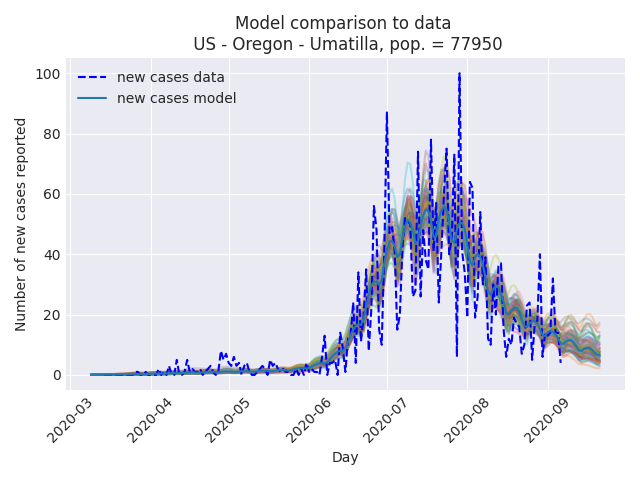 Model comparison to data
US - Oregon - Umatilla, pop. = 77950
new cases data
new cases model
Number of new cases reported
100
80
60
40
20
0
2020-03
2020-04
2020-05
2020-06
2020-07
2020-08
2020-09
Day